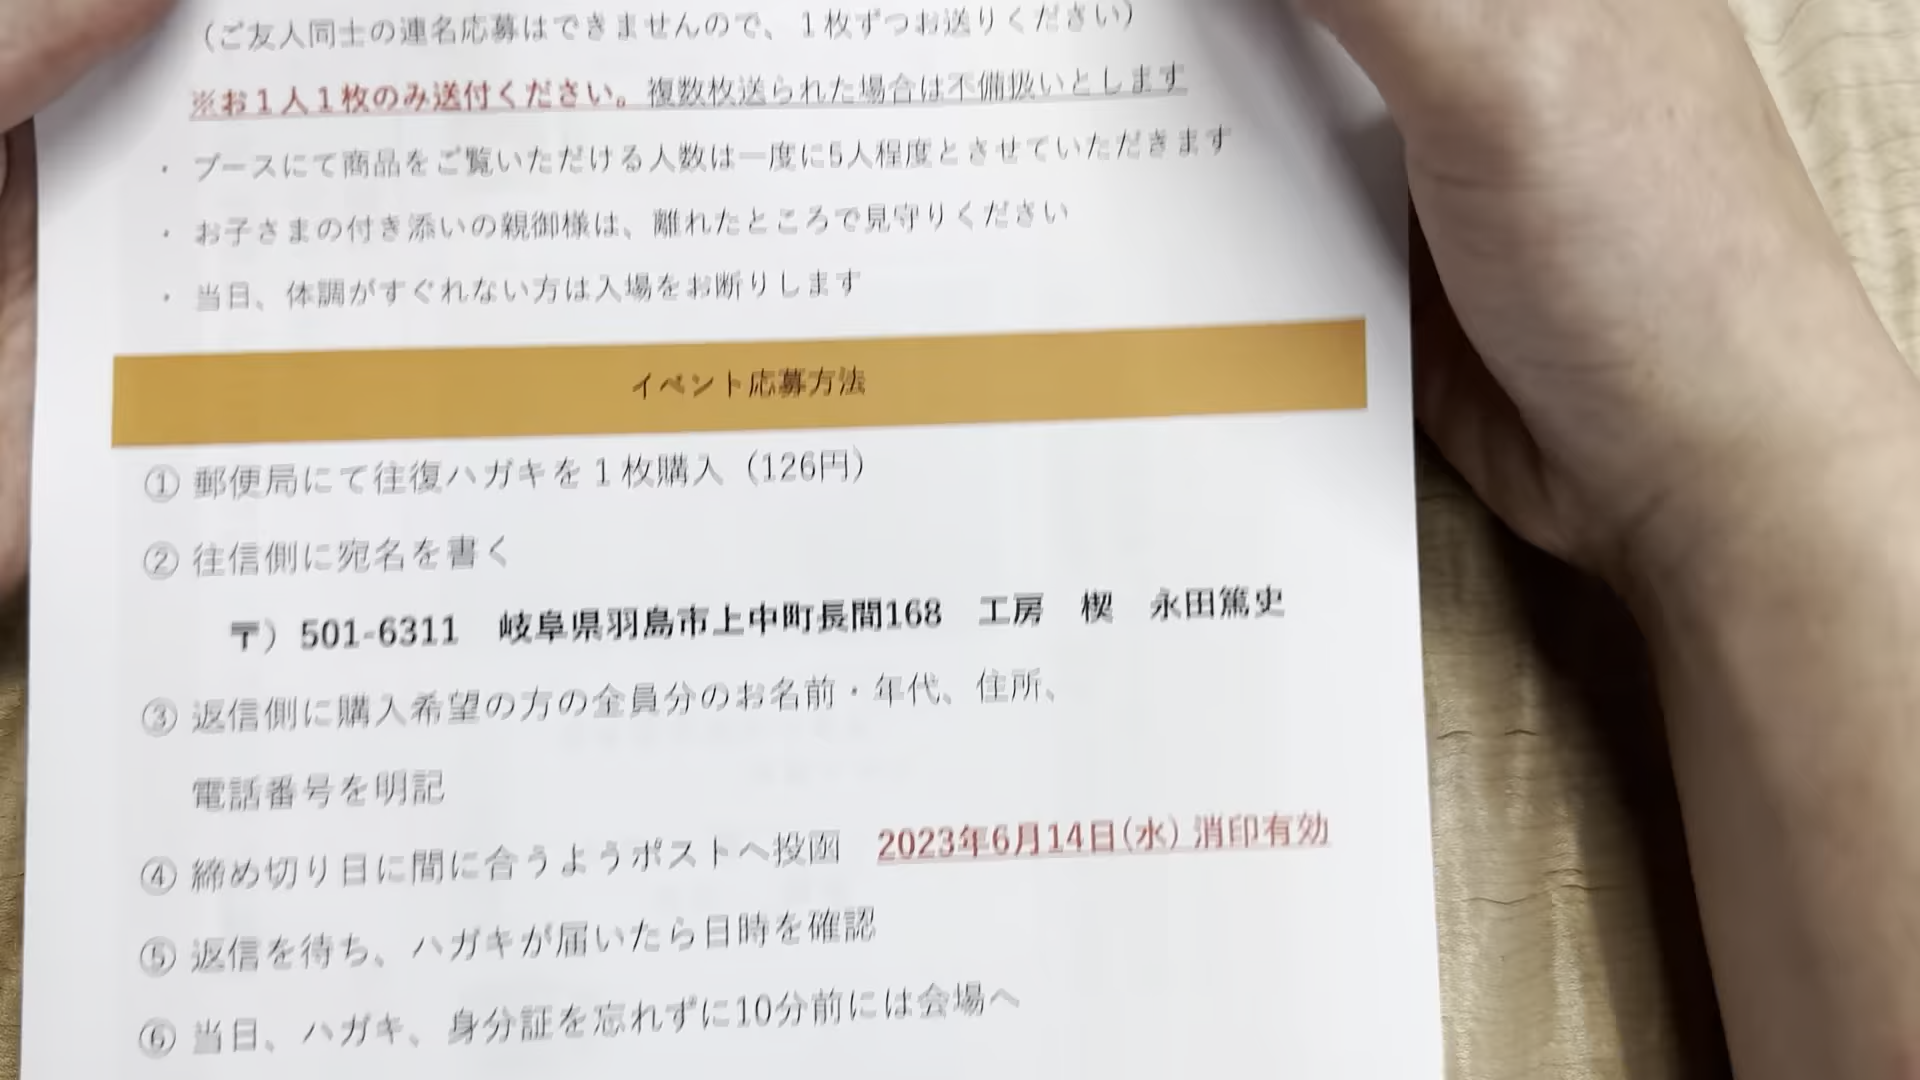 （ご友人同士の連名応募はできませんので、１枚ずつお送りください）
※お１人１枚のみ送付ください。複数枚送られた場合は不備扱いとします
・ブースにて商品をご覧いただける人数は一度に5人程度とさせていただきます
・お子さまの付き添いの親御様は、離れたところで見守りください
・当日、体調がすぐれない方は入場をお断りします
イベント応募方法
① 郵便局にて往復ハガキを１枚購入（126円）
② 往信側に宛名を書く
〒）501-6311　岐阜県羽島市上中町長間168　工房　楔　永田篤史
③ 返信側に購入希望の方の全員分のお名前・年代、住所、
電話番号を明記
④ 締め切り日に間に合うようポストへ投函　2023年6月14日(水) 消印有効
⑤ 返信を待ち、ハガキが届いたら日時を確認
⑥ 当日、ハガキ、身分証を忘れずに10分前には会場へ